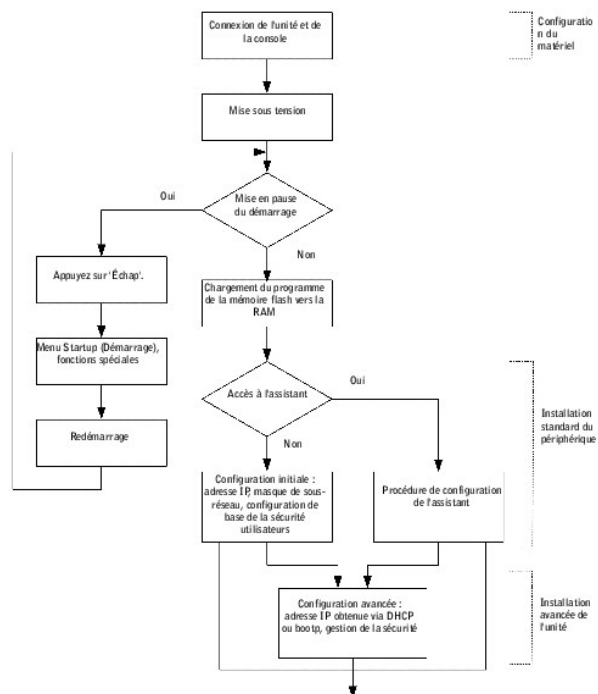 Connexion de l'unité et de
la console
Configuratio
n du
matériel
Mise sous tension
Mise en pause
du démarrage
Oui
Non
Appuyez sur 'Échap'.
Chargement du programme
de la mémoire flash vers la
RAM
Menu Startup (Démarrage),
fonctions spéciales
Accès à l'assistant
Oui
Non
Redémarrage
Installation
standard du
périphérique
Configuration initiale :
adresse IP, masque de sous-
réseau, configuration de
base de la sécurité
utilisateurs
Procédure de configuration
de l'assistant
Configuration avancée :
adresse IP obtenue via DHCP
ou bootp, gestion de la sécurité
Installation
avancée de
l'unité